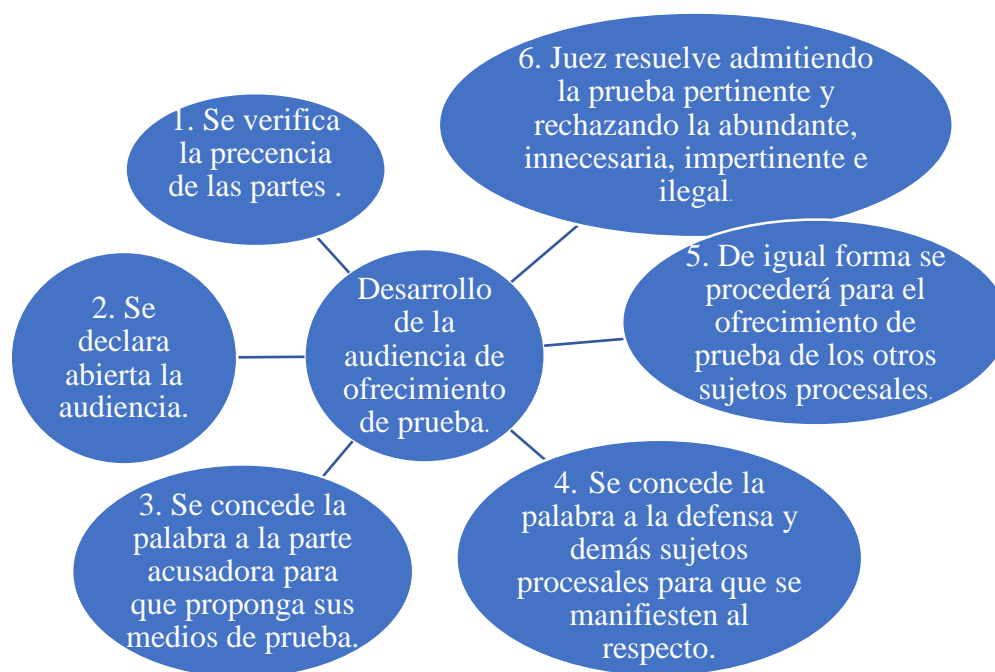 Desarrollo
de la
audiencia de
ofrecimiento
de prueba.
1. Se verifica
la precencia
de las partes .
2. Se
declara
abierta la
audiencia.
3. Se concede la
palabra a la parte
acusadora para
que proponga sus
medios de prueba.
4. Se concede la
palabra a la defensa y
demás sujetos
procesales para que se
manifiesten al
respecto.
5. De igual forma se
procederá para el
ofrecimiento de
prueba de los otros
sujetos procesales.
6. Juez resuelve admitiendo
la prueba pertinente y
rechazando la abundante,
innecesaria, impertinente e
ilegal.